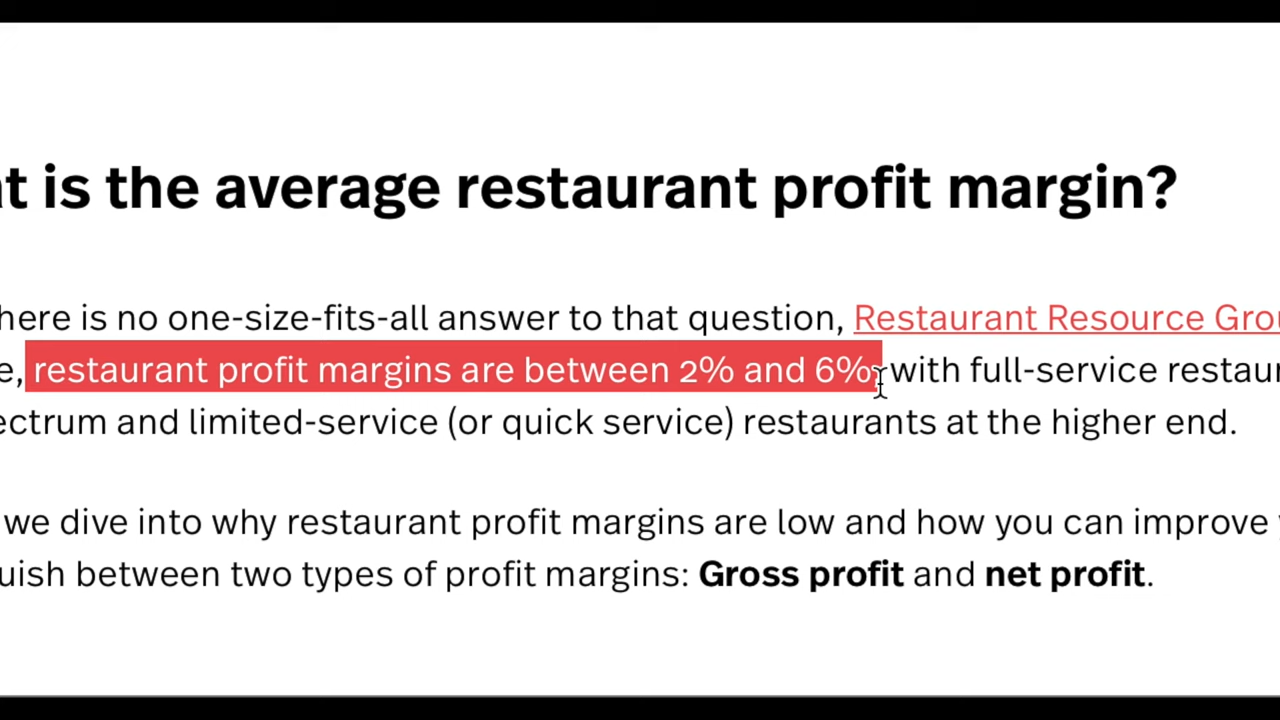 t is the average restaurant profit margin?
here is no one-size-fits-all answer to that question, Restaurant Resource Grou
e, restaurant profit margins are between 2% and 6%, with full-service restaur
ectrum and limited-service (or quick service) restaurants at the higher end.
we dive into why restaurant profit margins are low and how you can improve
uish between two types of profit margins: Gross profit and net profit.